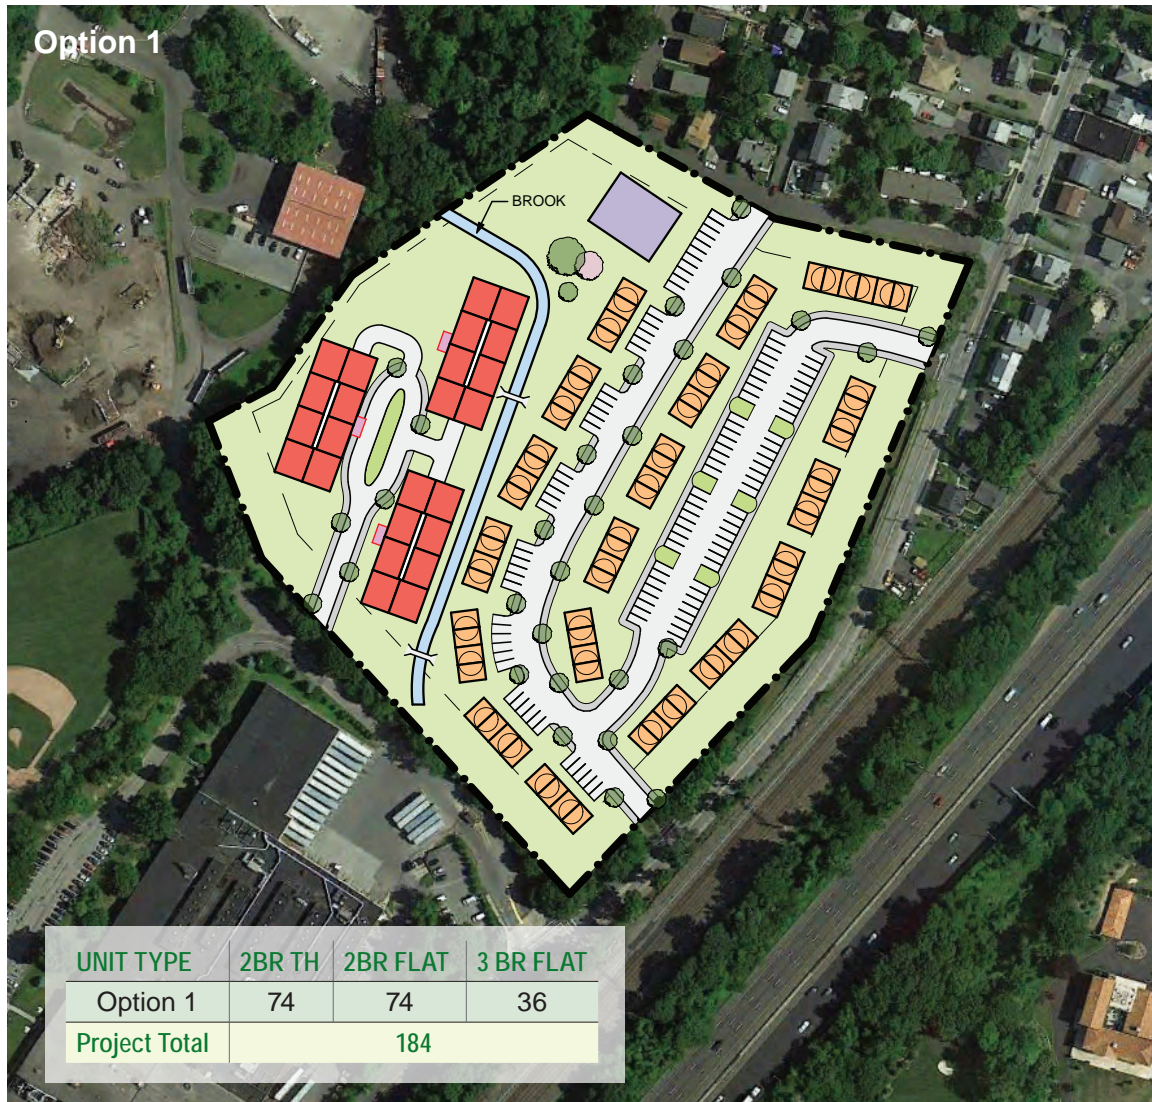 Option 1
BROOK
UNIT TYPE 2BR TH 2BR FLAT 3 BR FLAT
Option 1 74 74 36
Project Total 184